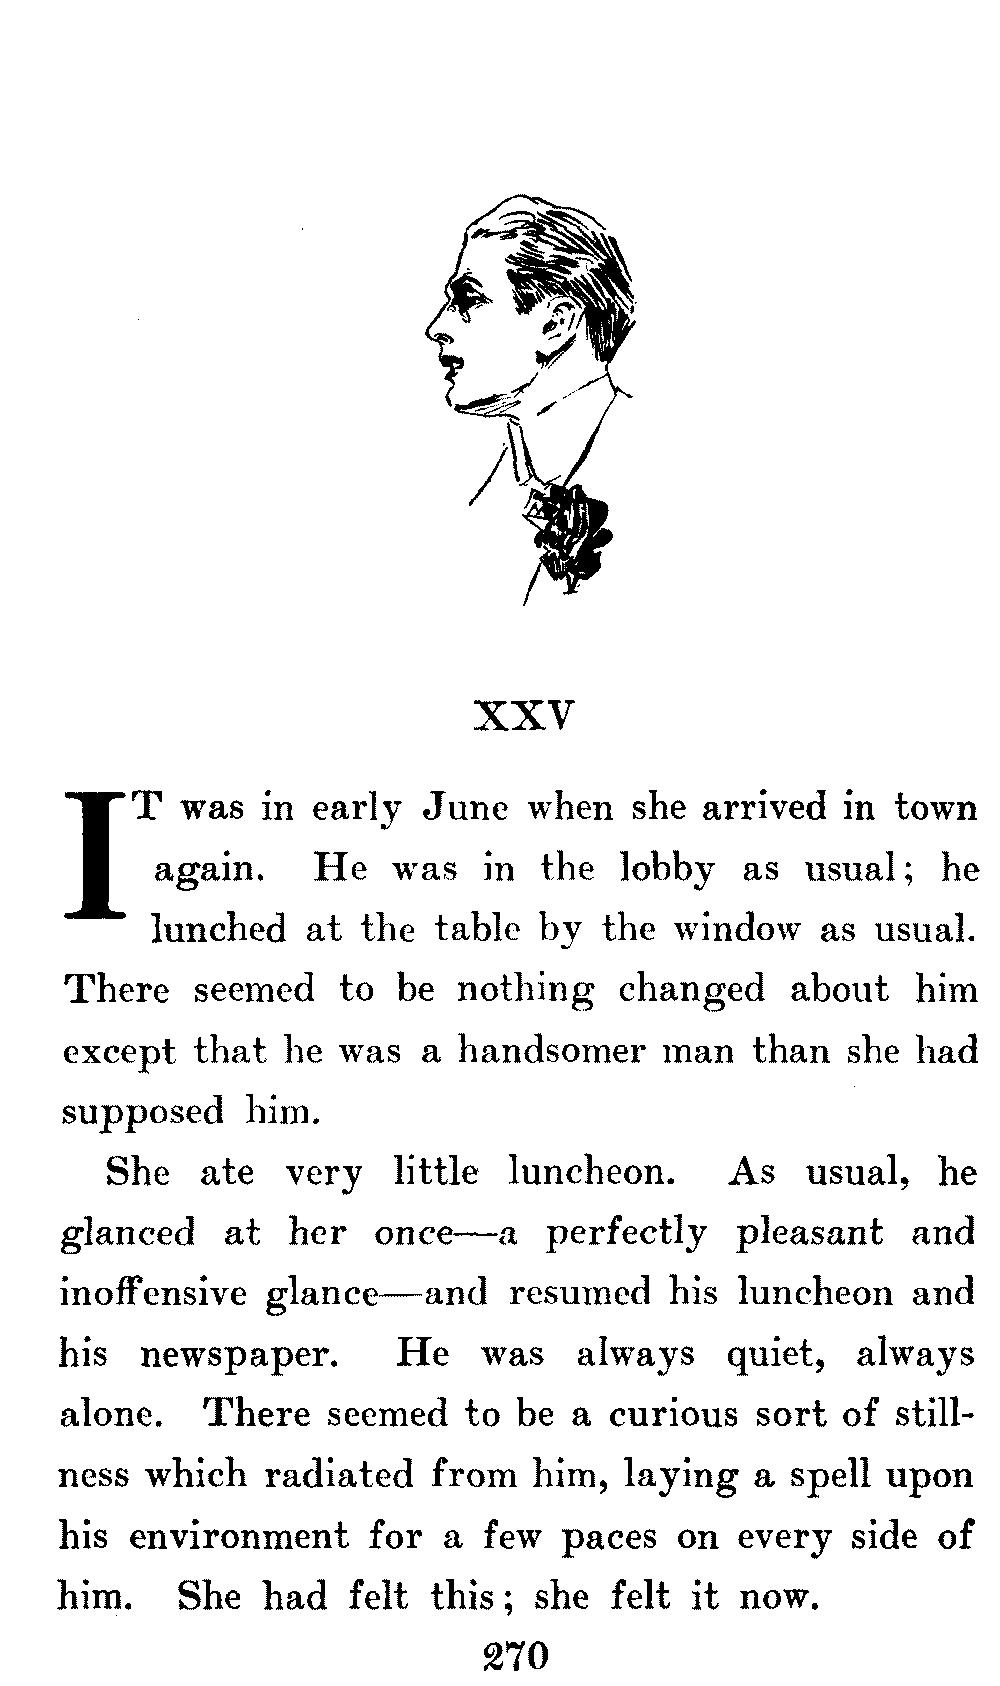 XXV
IT was in early June when she arrived in town
again. He was in the lobby as usual; he
lunched at the table by the window as usual.
There seemed to be nothing changed about him
except that he was a handsomer man than she had
supposed him.
She ate very little luncheon. As usual, he
glanced at her once—a perfectly pleasant and
inoffensive glance—and resumed his luncheon and
his newspaper. He was always quiet, always
alone. There seemed to be a curious sort of still-
ness which radiated from him, laying a spell upon
his environment for a few paces on every side of
him. She had felt this; she felt it now.
270